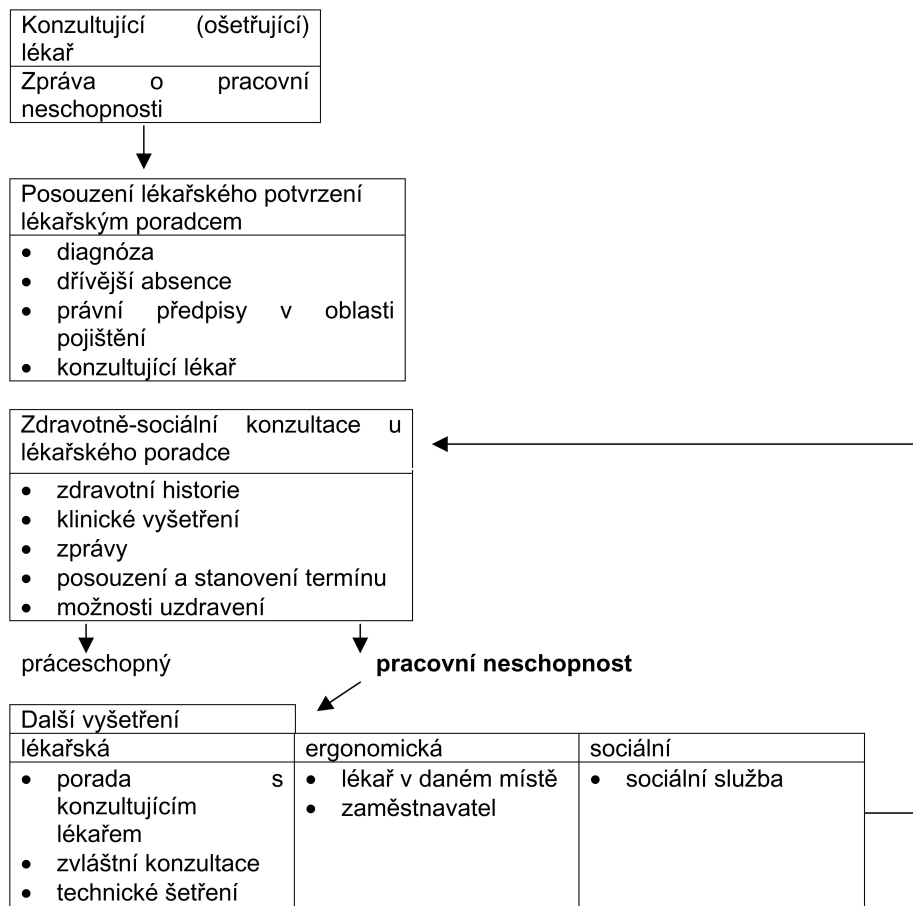 Konzultující (ošetřující)
lékař
Zpráva o pracovní
neschopnosti
Posouzení lékařského potvrzení
lékařským poradcem
• diagnóza
• dřívější absence
• právní předpisy v oblasti
pojištění
• konzultující lékař
Zdravotně-sociální konzultace u
lékařského poradce
• zdravotní historie
• klinické vyšetření
• zprávy
• posouzení a stanovení termínu
• možnosti uzdravení
práceschopný
pracovní neschopnost
Další vyšetření
lékařská
• porada s
konzultujícím
lékařem
• zvláštní konzultace
• technické šetření
ergonomická
• lékař v daném místě
• zaměstnavatel
sociální
• sociální služba